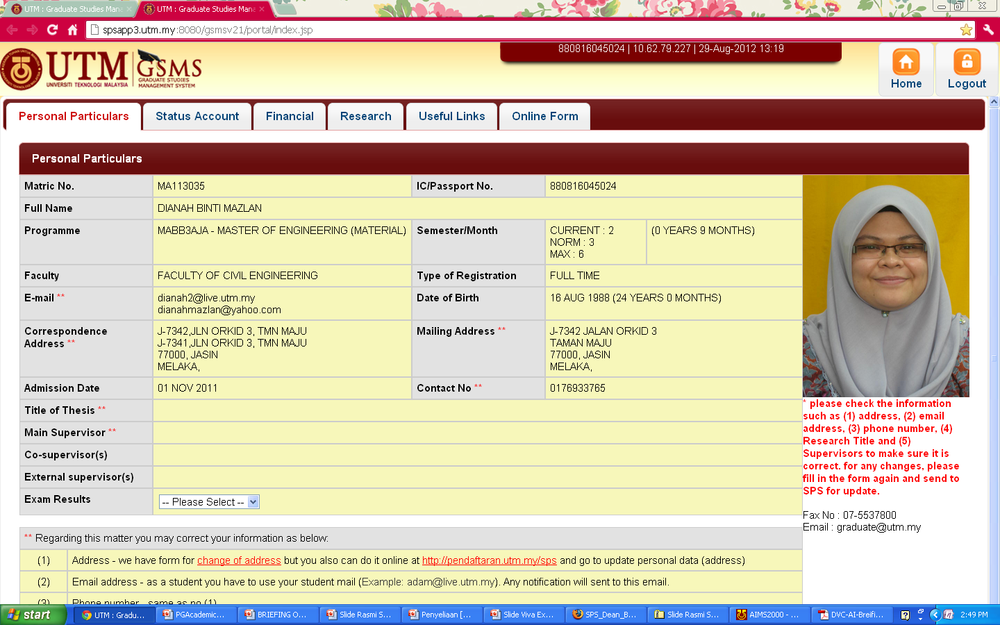 UTM : Graduate Studies Mana
UTM : Graduate Studies Mana
spsapp3.utm.my:8080/gsmsv21/portal/index.jsp
UTM GSMS
UNIVERSITI TEKNOLOGI MALAYSIA
GRADUATE STUDIES
MANAGEMENT SYSTEM
880816045024 | 10.62.79.227 | 29-Aug-2012 13:19
Home
Logout
Personal Particulars
Status Account
Financial
Research
Useful Links
Online Form
Personal Particulars
Matric No. MA113035 IC/Passport No. 880816045024
Full Name DIANAH BINTI MAZLAN
Programme MABB3AJA - MASTER OF ENGINEERING (MATERIAL) Semester/Month CURRENT : 2 (0 YEARS 9 MONTHS)
NORM : 3
MAX : 6
Faculty FACULTY OF CIVIL ENGINEERING Type of Registration FULL TIME
E-mail ** dianah2@live.utm.my Date of Birth 16 AUG 1988 (24 YEARS 0 MONTHS)
dianahmazlan@yahoo.com
Correspondence Address ** J-7342,JLN ORKID 3, TMN MAJU
J-7341,JLN ORKID 3, TMN MAJU
77000, JASIN
MELAKA,
Mailing Address ** J-7342 JALAN ORKID 3
TAMAN MAJU
77000, JASIN
MELAKA,
Admission Date 01 NOV 2011 Contact No ** 0176933765
Title of Thesis **
Main Supervisor **
Co-supervisor(s)
External supervisor(s)
Exam Results -- Please Select --
* please check the information
such as (1) address, (2) email
address, (3) phone number, (4)
Research Title and (5)
Supervisors to make sure it is
correct. for any changes, please
fill in the form again and send to
SPS for update.
Fax No : 07-5537800
Email : graduate@utm.my
** Regarding this matter you may correct your information as below:
(1) Address - we have form for change of address but you also can do it online at http://pendaftaran.utm.my/sps and go to update personal data (address)
(2) Email address - as a student you have to use your student mail (Example: adam@live.utm.my). Any notification will sent to this email.
(3) Phone number - same as no (1)
start
UTM : Gradu...
PGAcademic...
BRIEFING O...
Slide Rasmi S...
Penyeliaan [...
Slide Viva Ex...
SPS_Dean_B...
Slide Rasmi S...
AIMS2000 - ...
DVC-AI-Breifi...
2:49 PM